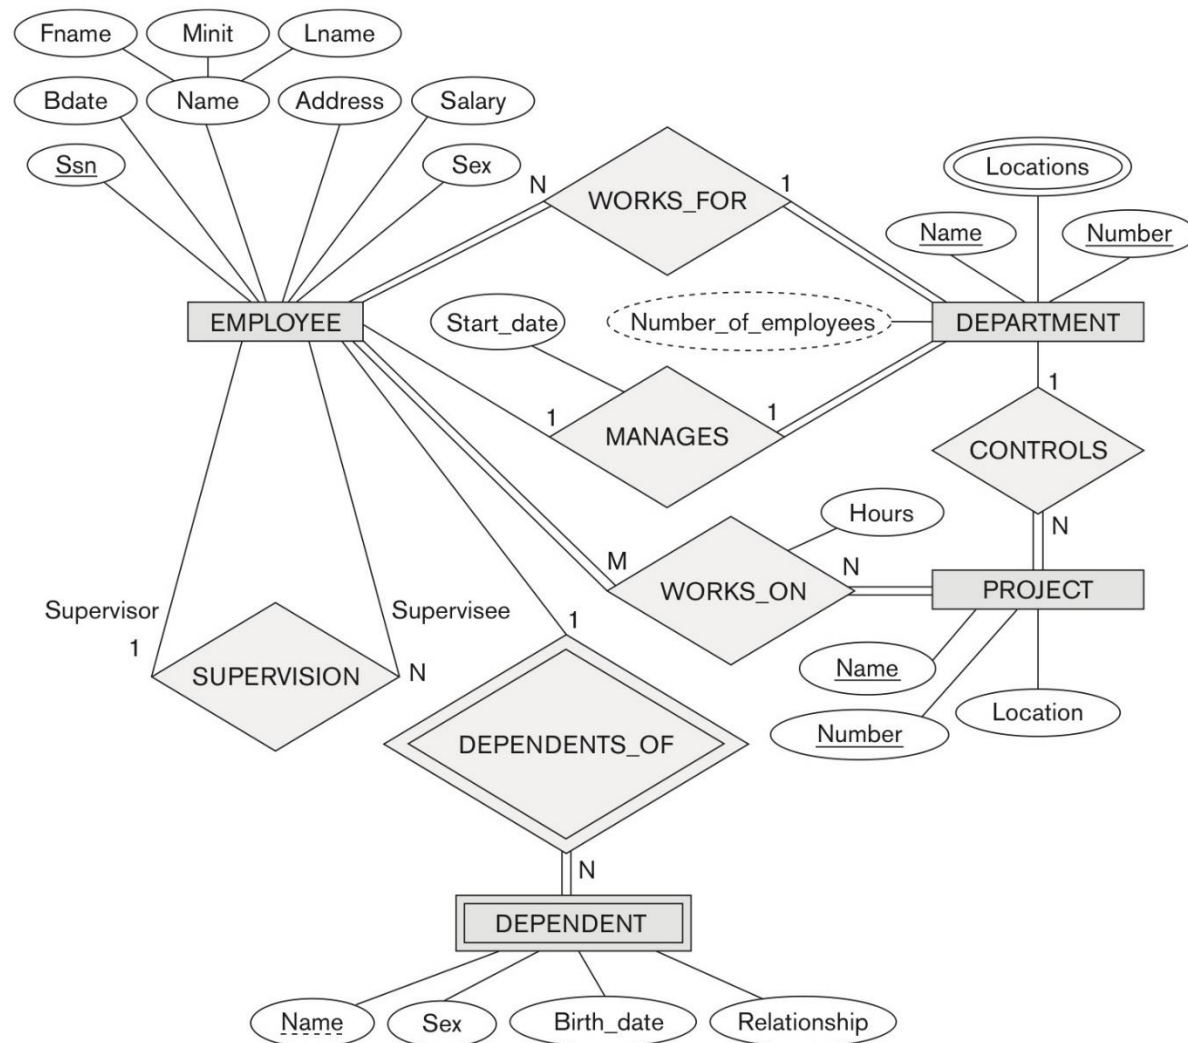 Fname
Minit
Lname
Bdate
Name
Address
Salary
Ssn
Sex
N
WORKS_FOR
1
Locations
Name
Number
EMPLOYEE
Start_date
Number_of_employees
DEPARTMENT
1
MANAGES
1
1
CONTROLS
N
Hours
M
WORKS_ON
N
PROJECT
Supervisor
1
Supervisee
N
SUPERVISION
1
Name
Number
Location
DEPENDENTS_OF
N
DEPENDENT
Name
Sex
Birth_date
Relationship